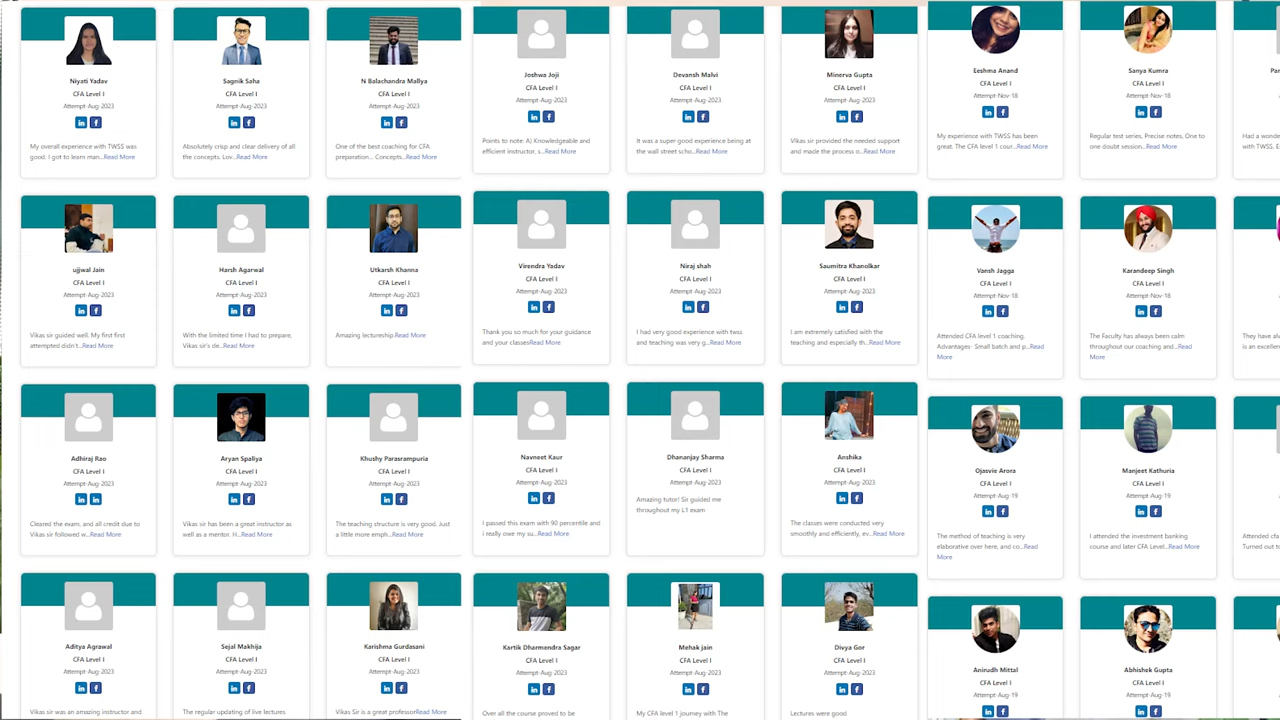 Niyati Yadav
CFA Level I
Attempt-Aug-2023
My overall experience with TWSS was
good. I got to learn man...Read More
Sagnik Saha
CFA Level I
Attempt-Aug-2023
Absolutely crisp and clear delivery of all
the concepts. Lov...Read More
N Balachandra Mallya
CFA Level I
Attempt-Aug-2023
One of the best coaching for CFA
preparation... Concepts...Read More
Joshwa Joji
CFA Level I
Attempt-Aug-2023
Points to note: A) Knowledgeable and
efficient instructor, s...Read More
Devansh Malvi
CFA Level I
Attempt-Aug-2023
It was a super good experience being at
the wall street scho...Read More
Minerva Gupta
CFA Level I
Attempt-Aug-2023
Vikas sir provided the needed support
and made the process o...Read More
Eeshma Anand
CFA Level I
Attempt-Nov-18
My experience with TWSS has been
great. The CFA level 1 cour...Read More
Sanya Kumra
CFA Level I
Attempt-Nov-18
Regular test series, Precise notes, One to
one doubt session...Read More
Par
Had a wonde
with TWSS. E
ujjwal Jain
CFA Level I
Attempt-Aug-2023
Vikas sir guided well. My first first
attempted didn't...Read More
Harsh Agarwal
CFA Level I
Attempt-Aug-2023
With the limited time I had to prepare,
Vikas sir's de...Read More
Utkarsh Khanna
CFA Level I
Attempt-Aug-2023
Amazing lectureship.Read More
Virendra Yadav
CFA Level I
Attempt-Aug-2023
Thank you so much for your guidance
and your classesRead More
Niraj shah
CFA Level I
Attempt-Aug-2023
I had very good experience with twss
and teaching was very g...Read More
Saumitra Khanolkar
CFA Level I
Attempt-Aug-2023
I am extremely satisfied with the
teaching and especially th...Read More
Vansh Jagga
CFA Level I
Attempt-Nov-18
Attended CFA level 1 coaching.
Advantages- Small batch and p...Read
More
Karandeep Singh
CFA Level I
Attempt-Nov-18
The Faculty has always been calm
throughout our coaching and...Read
More
They have alw
is an excellen
Adhiraj Rao
CFA Level I
Attempt-Aug-2023
Cleared the exam, and all credit due to
Vikas sir followed w...Read More
Aryan Spaliya
CFA Level I
Attempt-Aug-2023
Vikas sir has been a great instructor as
well as a mentor. H...Read More
Khushy Parasrampuria
CFA Level I
Attempt-Aug-2023
The teaching structure is very good. Just
a little more emph...Read More
Navneet Kaur
CFA Level I
Attempt-Aug-2023
I passed this exam with 90 percentile and
i really owe my su...Read More
Dhananjay Sharma
CFA Level I
Attempt-Aug-2023
Amazing tutor! Sir guided me
throughout my L1 exam
Anshika
CFA Level I
Attempt-Aug-2023
The classes were conducted very
smoothly and efficiently, ev...Read More
Ojasvie Arora
CFA Level I
Attempt-Aug-19
The method of teaching is very
elaborative over here, and co...Read
More
Manjeet Kathuria
CFA Level I
Attempt-Aug-19
I attended the investment banking
course and later CFA Level...Read More
Attended cfa
Turned out to
Aditya Agrawal
CFA Level I
Attempt-Aug-2023
Vikas sir was an amazing instructor and
Sejal Makhija
CFA Level I
Attempt-Aug-2023
The regular updating of live lectures
Karishma Gurdasani
CFA Level I
Attempt-Aug-2023
Vikas Sir is a great professorRead More
Kartik Dharmendra Sagar
CFA Level I
Attempt-Aug-2023
Over all the course proved to be
Mehak jain
CFA Level I
Attempt-Aug-2023
My CFA level 1 journey with The
Divya Gor
CFA Level I
Attempt-Aug-2023
Lectures were good
Anirudh Mittal
CFA Level I
Attempt-Aug-19
Abhishek Gupta
CFA Level I
Attempt-Aug-19